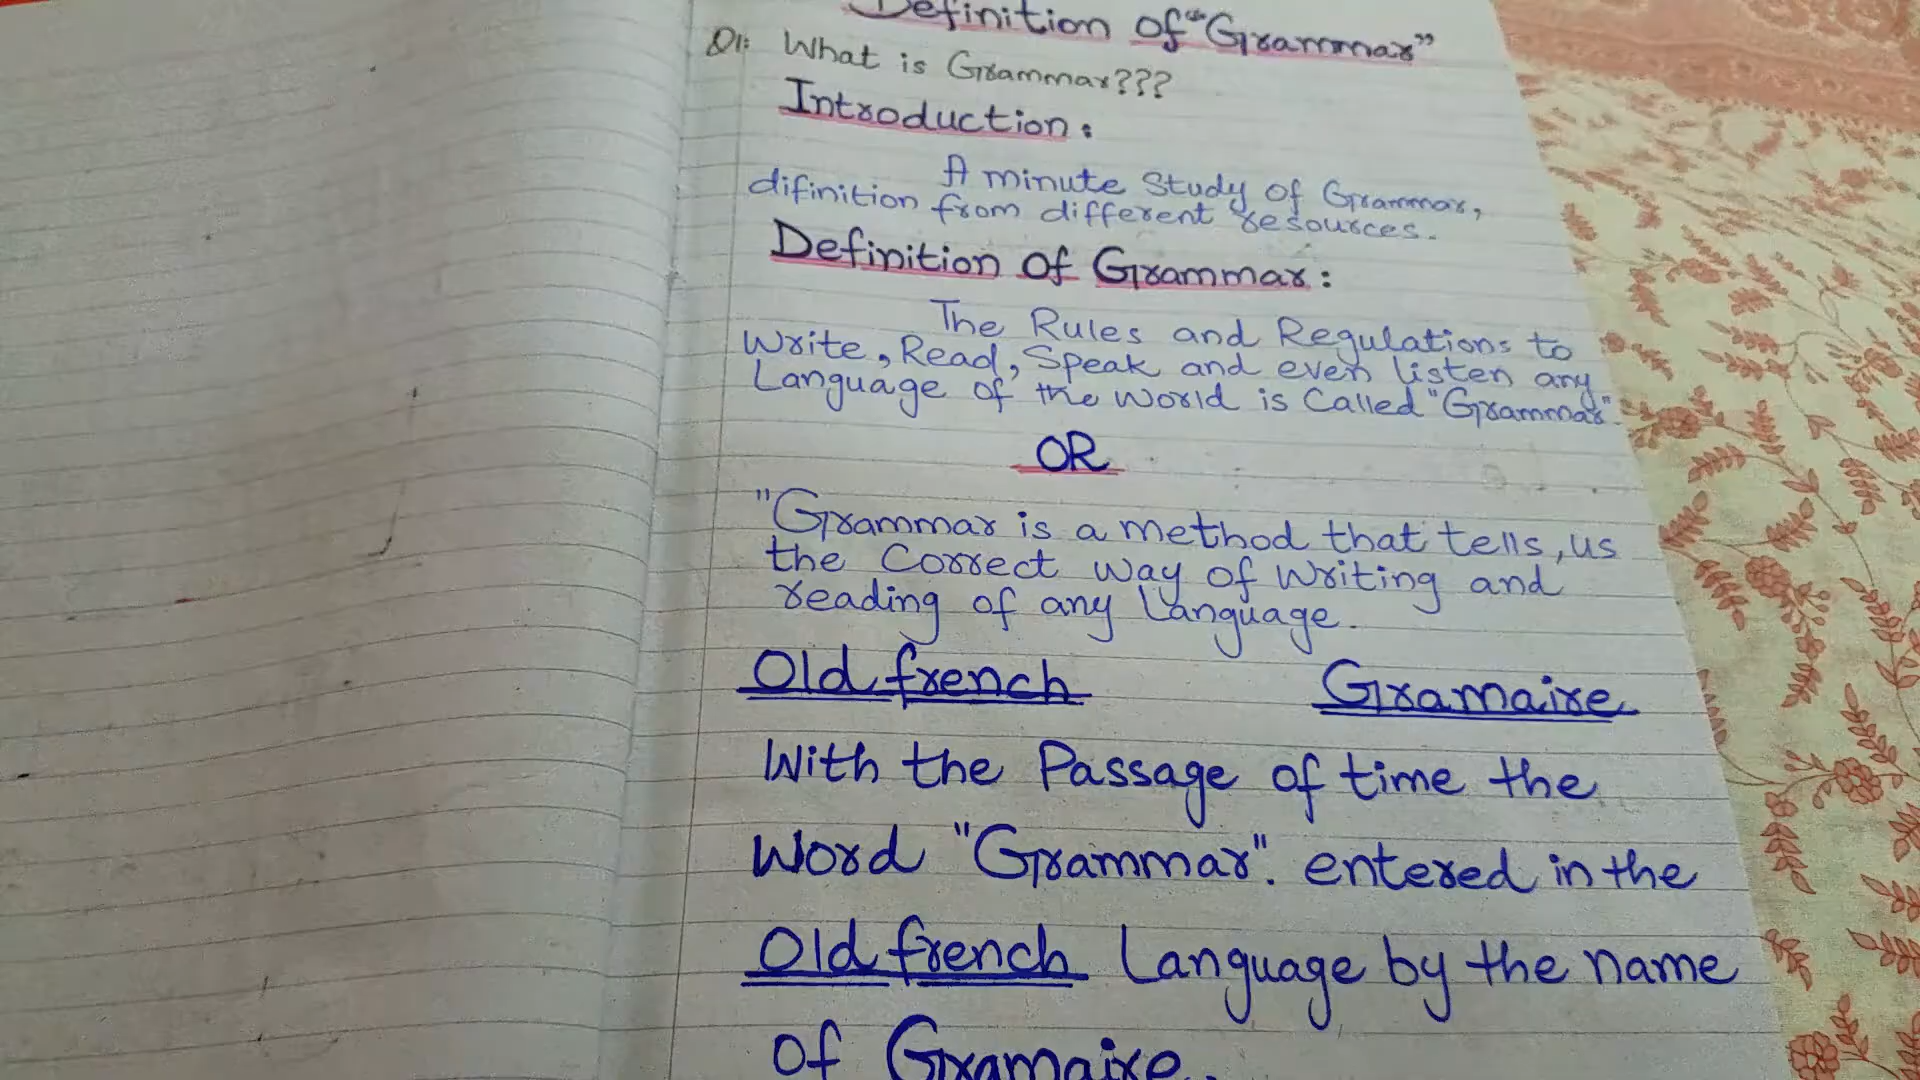 Definition Of "Grammar"
Q1: What is Grammar???
Introduction:
A minute Study of Grammar,
difinition from different resources.
Definition Of Grammar:
The Rules and Regulations to
Write, Read, Speak and even listen any
Language of the World is Called "Grammar".
OR
"Grammar is a method that tells, us
the Correct way of Writing and
reading of any Language.
Old french Gramaire
With the Passage of time the
Word "Grammar". entered in the
Old french Language by the name
Of Gramaire.